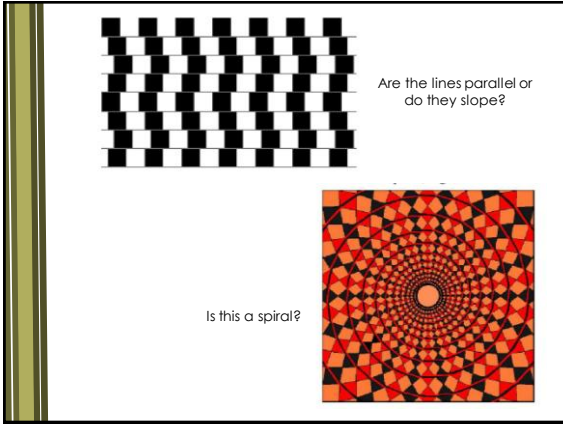 Are the lines parallel or
do they slope?
Is this a spiral?